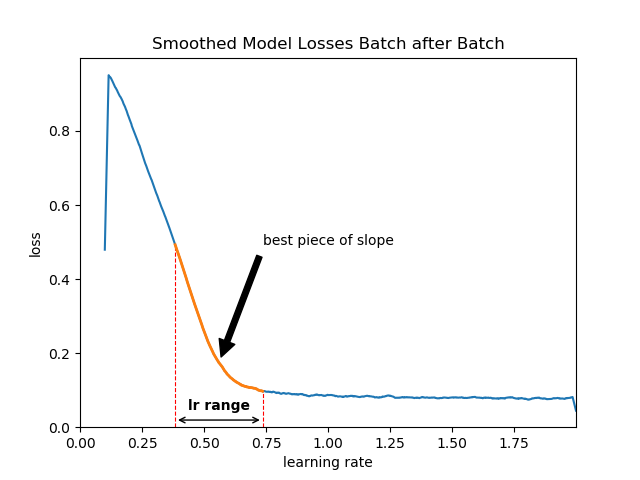 Smoothed Model Losses Batch after Batch
loss
0.8
0.6
0.4
0.2
0.0
best piece of slope
lr range
0.00 0.25 0.50 0.75 1.00 1.25 1.50 1.75
learning rate